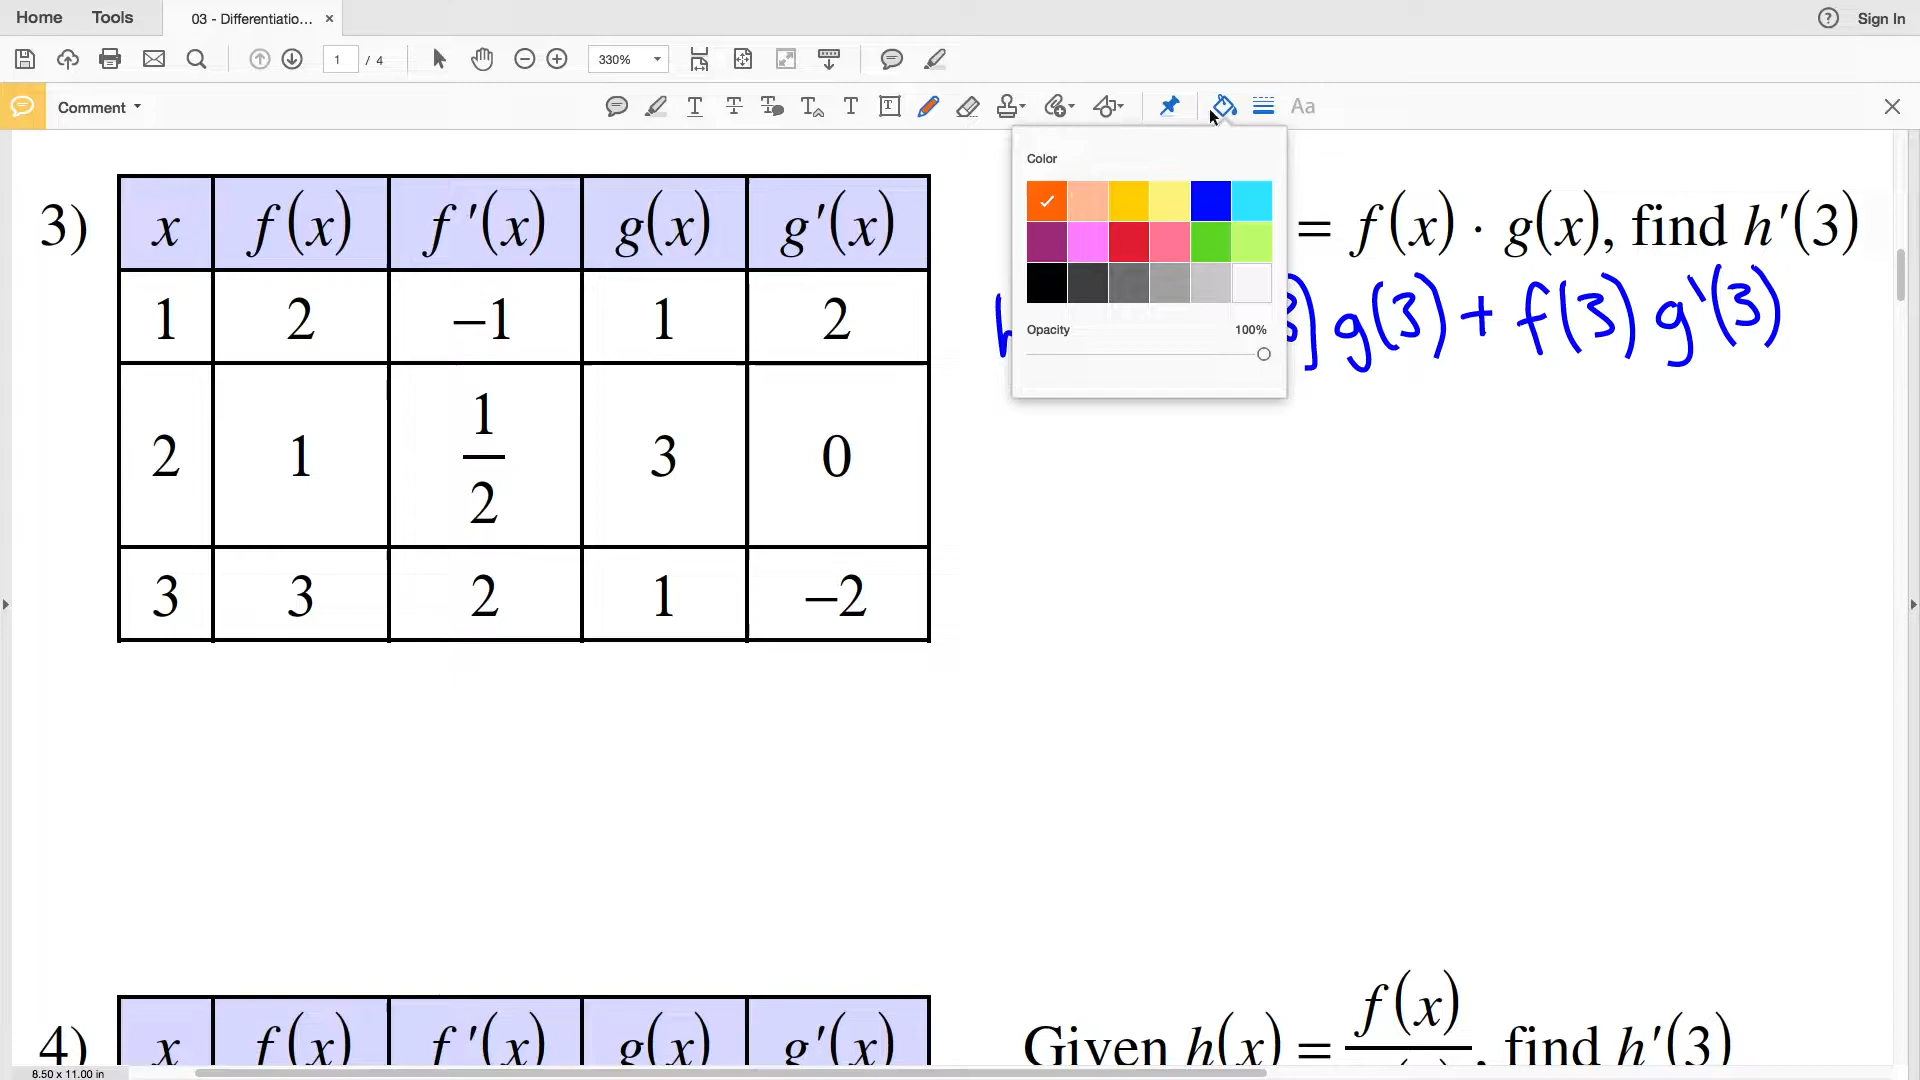 Home Tools 03 - Differentiatio... × ? Sign In
1 / 4 330%
Comment T T T T T T Aa
Color
Opacity 100%
3) x f(x) f'(x) g(x) g'(x)
1 2 −1 1 2
2 1 1/2 3 0
3 3 2 1 −2
= f(x) · g(x), find h'(3)
g(3) + f(3) g'(3)
4) x f(x) f'(x) g(x) g'(x)
Given h(x) = f(x) , find h'(3)
8.50 x 11.00 in